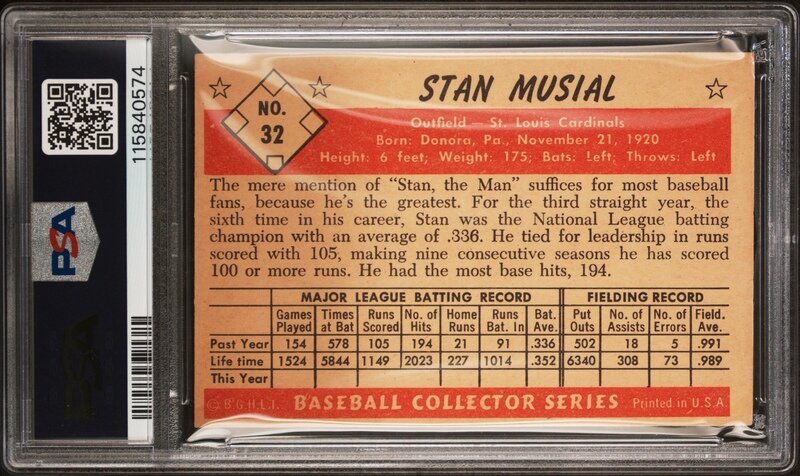 115840574
PSA
NO.
32
STAN MUSIAL
Outfield — St. Louis Cardinals
Born: Donora, Pa., November 21, 1920
Height: 6 feet; Weight: 175; Bats: Left; Throws: Left
The mere mention of “Stan, the Man” suffices for most baseball
fans, because he's the greatest. For the third straight year, the
sixth time in his career, Stan was the National League batting
champion with an average of .336. He tied for leadership in runs
scored with 105, making nine consecutive seasons he has scored
100 or more runs. He had the most base hits, 194.
MAJOR LEAGUE BATTING RECORD FIELDING RECORD
Games Times Runs No. of Home Runs Bat. Put No. of No. of Field.
Played at Bat Scored Hits Runs Bat. In Ave. Outs Assists Errors Ave.
Past Year 154 578 105 194 21 91 .336 502 18 5 .991
Life time 1524 5844 1149 2023 227 1014 .352 6340 308 73 .989
This Year
© B.G.H.L.I. BASEBALL COLLECTOR SERIES Printed in U.S.A.